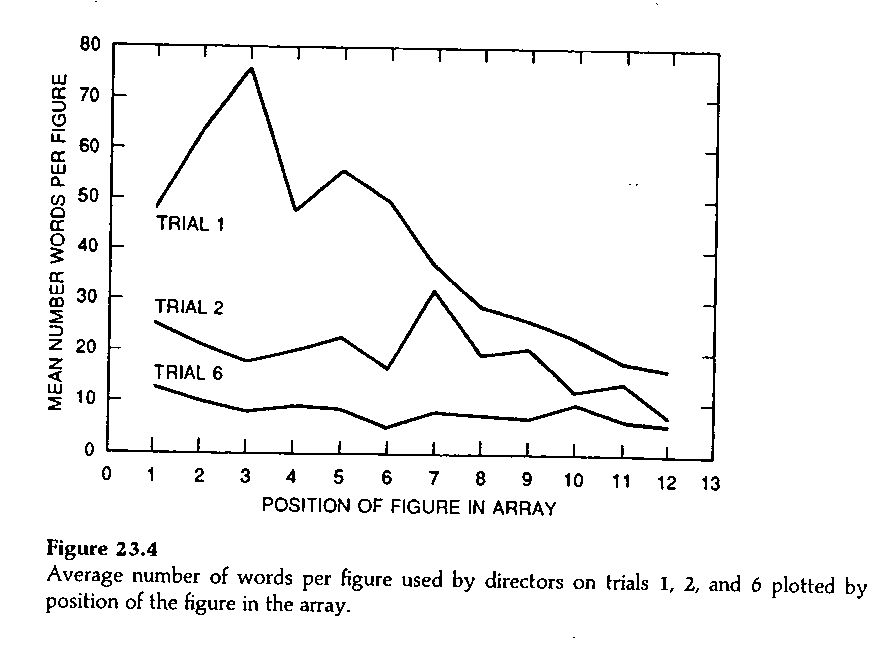 80
70
60
50
40
30
20
10
0
MEAN NUMBER WORDS PER FIGURE
TRIAL 1
TRIAL 2
TRIAL 6
0 1 2 3 4 5 6 7 8 9 10 11 12 13
POSITION OF FIGURE IN ARRAY
Figure 23.4
Average number of words per figure used by directors on trials 1, 2, and 6 plotted by
position of the figure in the array.